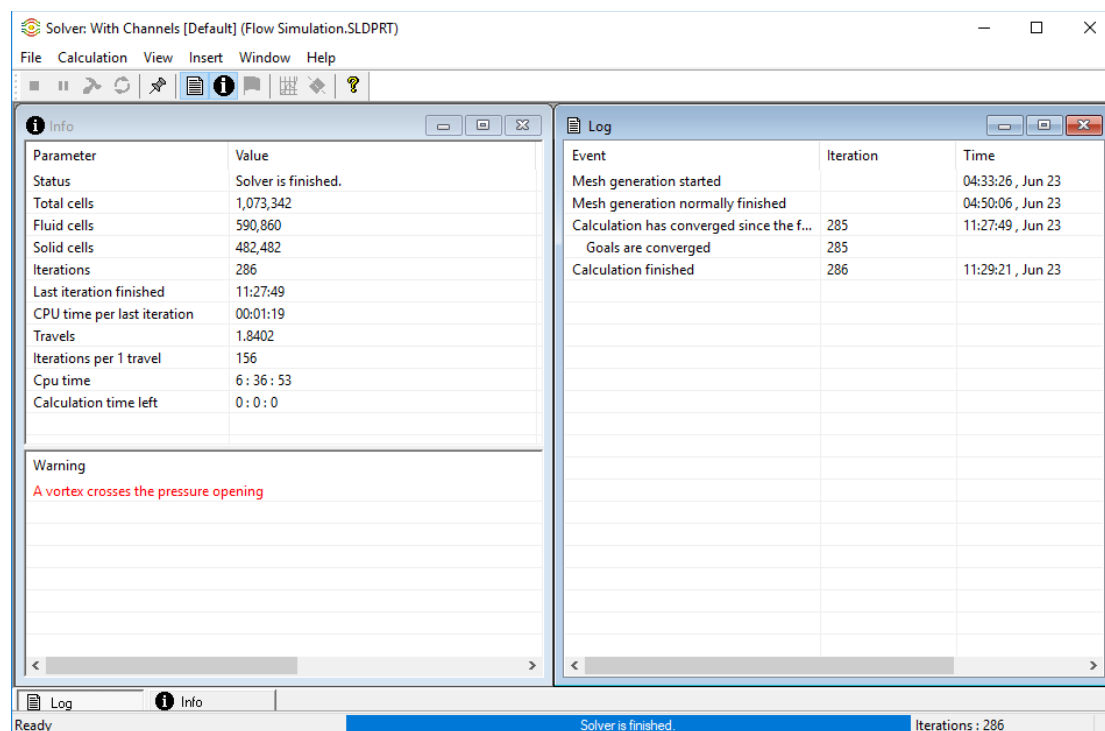 Solver: With Channels [Default] (Flow Simulation.SLDPRT)
File Calculation View Insert Window Help
Info
Parameter Value
Status Solver is finished.
Total cells 1,073,342
Fluid cells 590,860
Solid cells 482,482
Iterations 286
Last iteration finished 11:27:49
CPU time per last iteration 00:01:19
Travels 1.8402
Iterations per 1 travel 156
Cpu time 6 : 36 : 53
Calculation time left 0 : 0 : 0
Warning
A vortex crosses the pressure opening
Log
Event Iteration Time
Mesh generation started 04:33:26 , Jun 23
Mesh generation normally finished 04:50:06 , Jun 23
Calculation has converged since the f... 285 11:27:49 , Jun 23
Goals are converged 285
Calculation finished 286 11:29:21 , Jun 23
Log Info
Ready Solver is finished. Iterations : 286